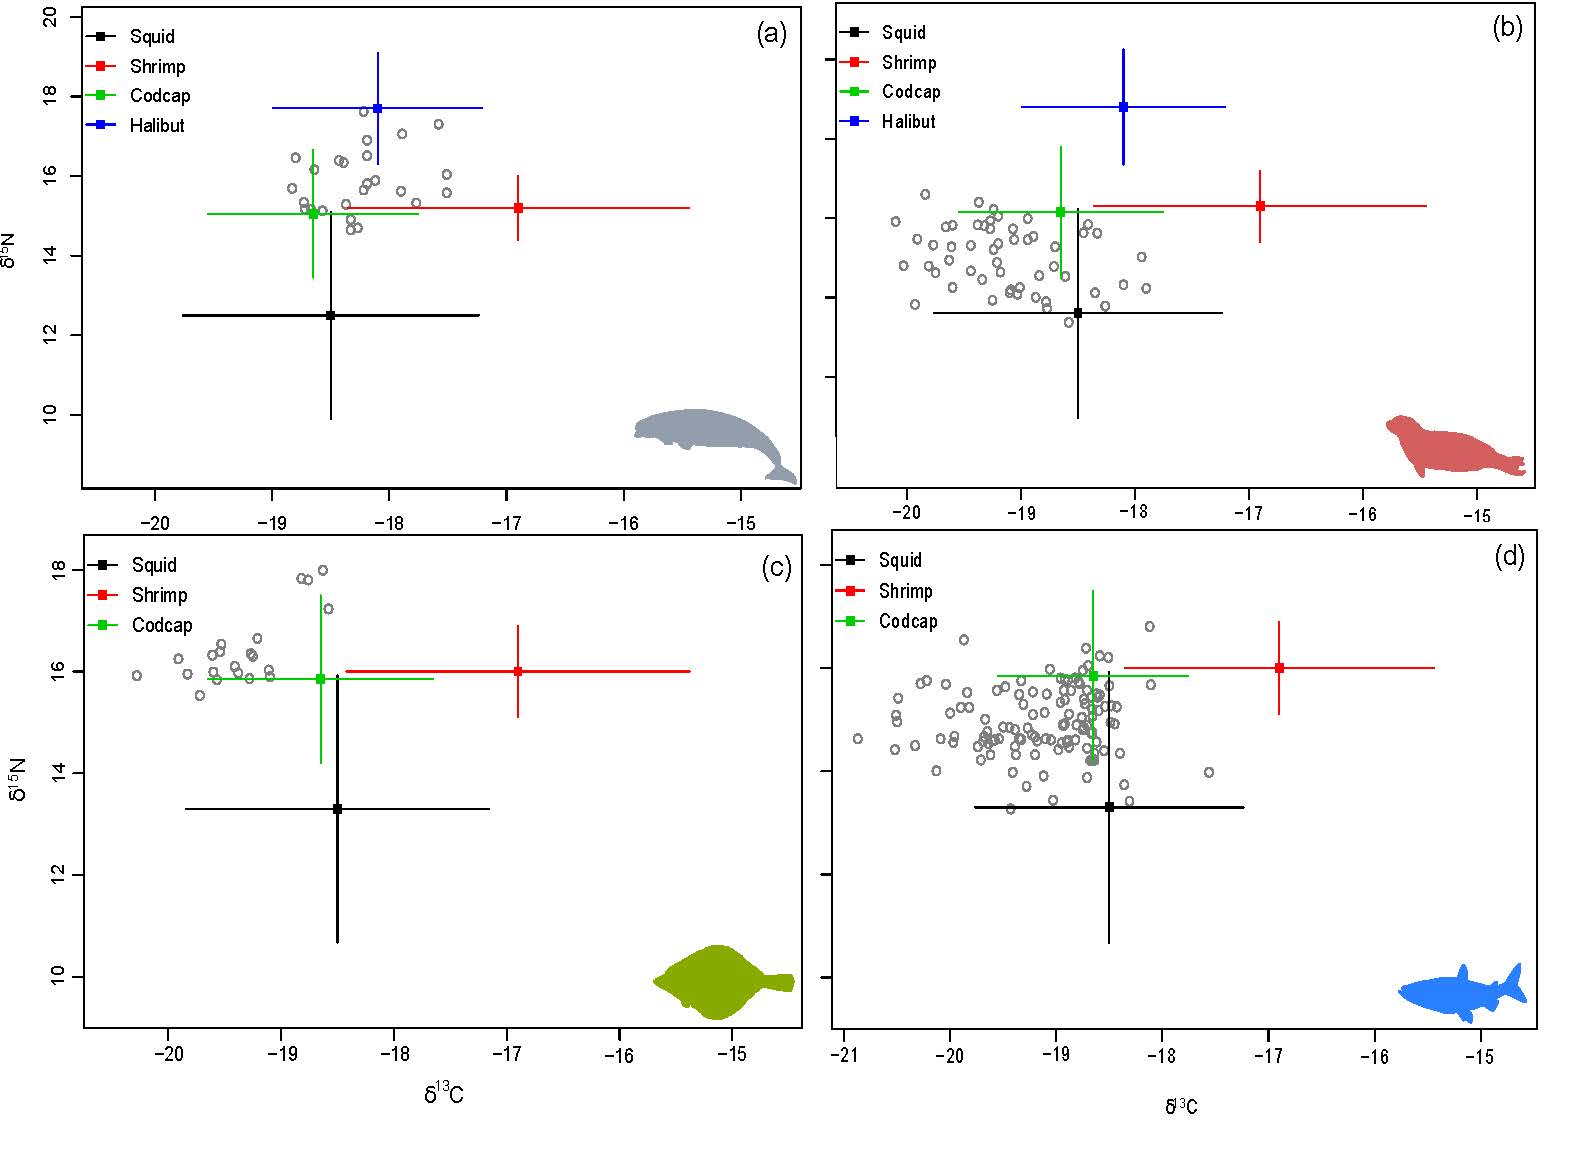 (a)
Squid
Shrimp
Codcap
Halibut
20
18
16
14
12
10
δ15N
−20 −19 −18 −17 −16 −15
(b)
Squid
Shrimp
Codcap
Halibut
−20 −19 −18 −17 −16 −15
(c)
Squid
Shrimp
Codcap
18
16
14
12
10
δ15N
−20 −19 −18 −17 −16 −15
δ13C
(d)
Squid
Shrimp
Codcap
−21 −20 −19 −18 −17 −16 −15
δ13C